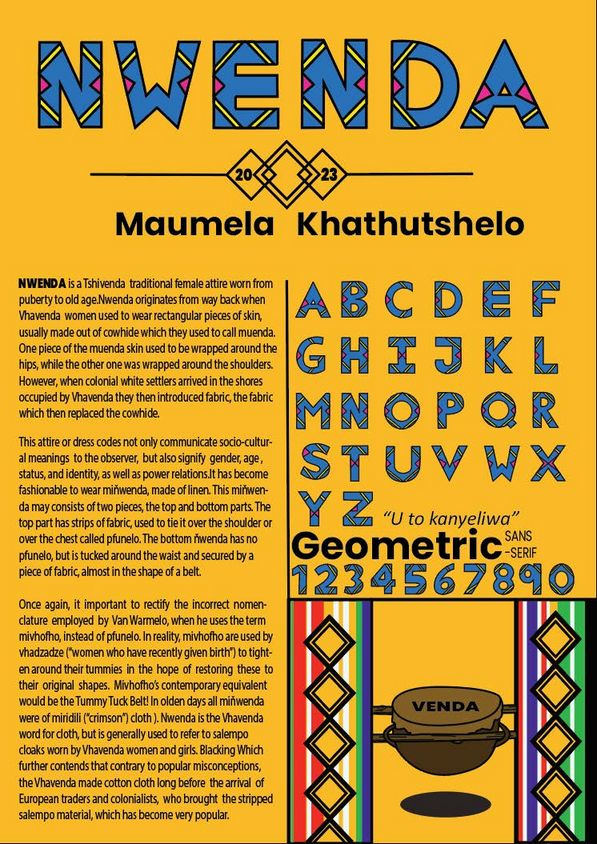 NWENDA
20 23
Maumela Khathutshelo
NWENDA is a Tshivenda traditional female attire worn from
puberty to old age.Nwenda originates from way back when
Vhavenda women used to wear rectangular pieces of skin,
usually made out of cowhide which they used to call muenda.
One piece of the muenda skin used to be wrapped around the
hips, while the other one was wrapped around the shoulders.
However, when colonial white settlers arrived in the shores
occupied by Vhavenda they then introduced fabric, the fabric
which then replaced the cowhide.
This attire or dress codes not only communicate socio-cultur-
al meanings to the observer, but also signify gender, age ,
status, and identity, as well as power relations.It has become
fashionable to wear miñwenda, made of linen. This miñwen-
da may consists of two pieces, the top and bottom parts. The
top part has strips of fabric, used to tie it over the shoulder or
over the chest called pfunelo. The bottom ñwenda has no
pfunelo, but is tucked around the waist and secured by a
piece of fabric, almost in the shape of a belt.
Once again, it important to rectify the incorrect nomen-
clature employed by Van Warmelo, when he uses the term
mivhofho, instead of pfunelo. In reality, mivhofho are used by
vhadzadze ("women who have recently given birth") to tight-
en around their tummies in the hope of restoring these to
their original shapes. Mivhofho's contemporary equivalent
would be the Tummy Tuck Belt! In olden days all miñwenda
were of miridili ("crimson") cloth ). Nwenda is the Vhavenda
word for cloth, but is generally used to refer to salempo
cloaks worn by Vhavenda women and girls. Blacking Which
further contends that contrary to popular misconceptions,
the Vhavenda made cotton cloth long before the arrival of
European traders and colonialists, who brought the stripped
salempo material, which has become very popular.
A B C D E F
G H I J K L
M N O P Q R
S T U V W X
Y Z "U to kanyeliwa"
Geometric SANS
-SERIF
1234567890
VENDA